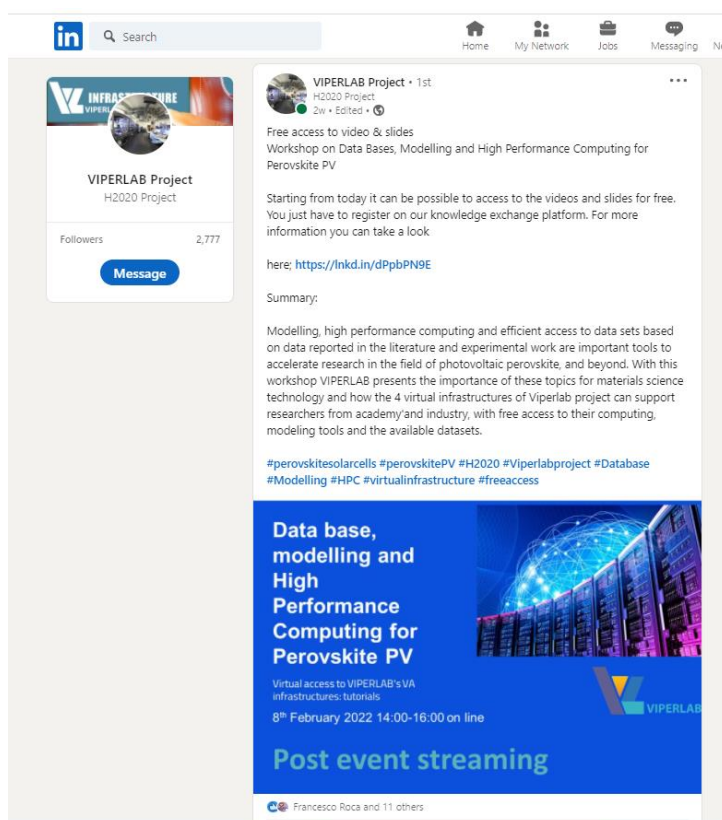 in
Search
Home
My Network
Jobs
Messaging
INFRAS
URE
VIPERL
VIPERLAB Project
H2020 Project
Followers 2,777
Message
VIPERLAB Project • 1st
H2020 Project
2w • Edited •
Free access to video & slides
Workshop on Data Bases, Modelling and High Performance Computing for
Perovskite PV
Starting from today it can be possible to access to the videos and slides for free.
You just have to register on our knowledge exchange platform. For more
information you can take a look
here; https://lnkd.in/dPpbPN9E
Summary:
Modelling, high performance computing and efficient access to data sets based
on data reported in the literature and experimental work are important tools to
accelerate research in the field of photovoltaic perovskite, and beyond. With this
workshop VIPERLAB presents the importance of these topics for materials science
technology and how the 4 virtual infrastructures of Viperlab project can support
researchers from academy'and industry, with free access to their computing,
modeling tools and the available datasets.
#perovskitesolarcells #perovskitePV #H2020 #Viperlabproject #Database
#Modelling #HPC #virtualinfrastructure #freeaccess
Data base,
modelling and
High
Performance
Computing for
Perovskite PV
Virtual access to VIPERLAB's VA
infrastructures: tutorials
8th February 2022 14:00-16:00 on line
VIPERLAB
Post event streaming
Francesco Roca and 11 others